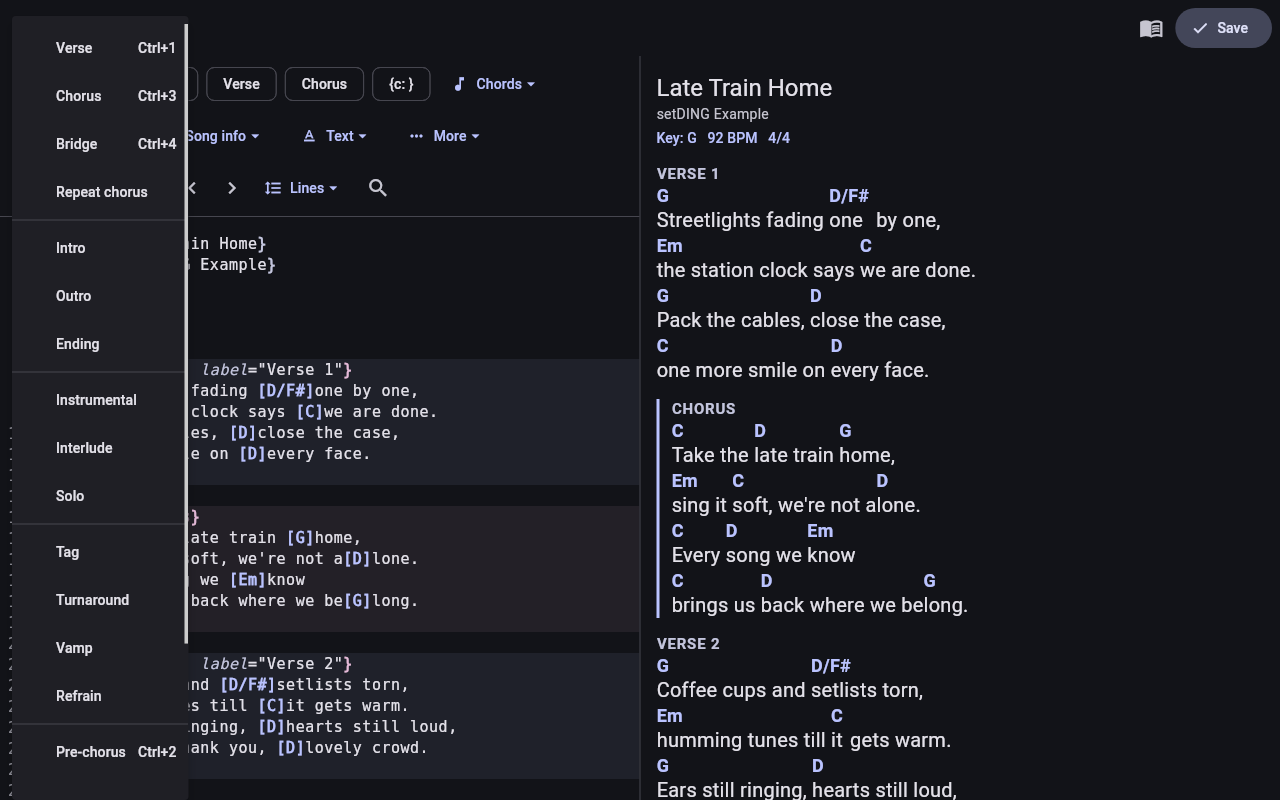 Verse Ctrl+1
Chorus Ctrl+3
Bridge Ctrl+4
Repeat chorus
Intro
Outro
Ending
Instrumental
Interlude
Solo
Tag
Turnaround
Vamp
Refrain
Pre-chorus Ctrl+2
Verse Chorus {c: } Chords
Song info Text More
Lines
in Home}
Example}
label="Verse 1"}
fading [D/F#]one by one,
clock says [C]we are done.
es, [D]close the case,
e on [D]every face.
}
ate train [G]home,
oft, we're not a[D]lone.
we [Em]know
back where we be[G]long.
label="Verse 2"}
nd [D/F#]setlists torn,
s till [C]it gets warm.
nging, [D]hearts still loud,
ank you, [D]lovely crowd.
Save
Late Train Home
setDING Example
Key: G 92 BPM 4/4
VERSE 1
G D/F#
Streetlights fading one by one,
Em C
the station clock says we are done.
G D
Pack the cables, close the case,
C D
one more smile on every face.
CHORUS
C D G
Take the late train home,
Em C D
sing it soft, we're not alone.
C D Em
Every song we know
C D G
brings us back where we belong.
VERSE 2
G D/F#
Coffee cups and setlists torn,
Em C
humming tunes till it gets warm.
G D
Ears still ringing, hearts still loud,